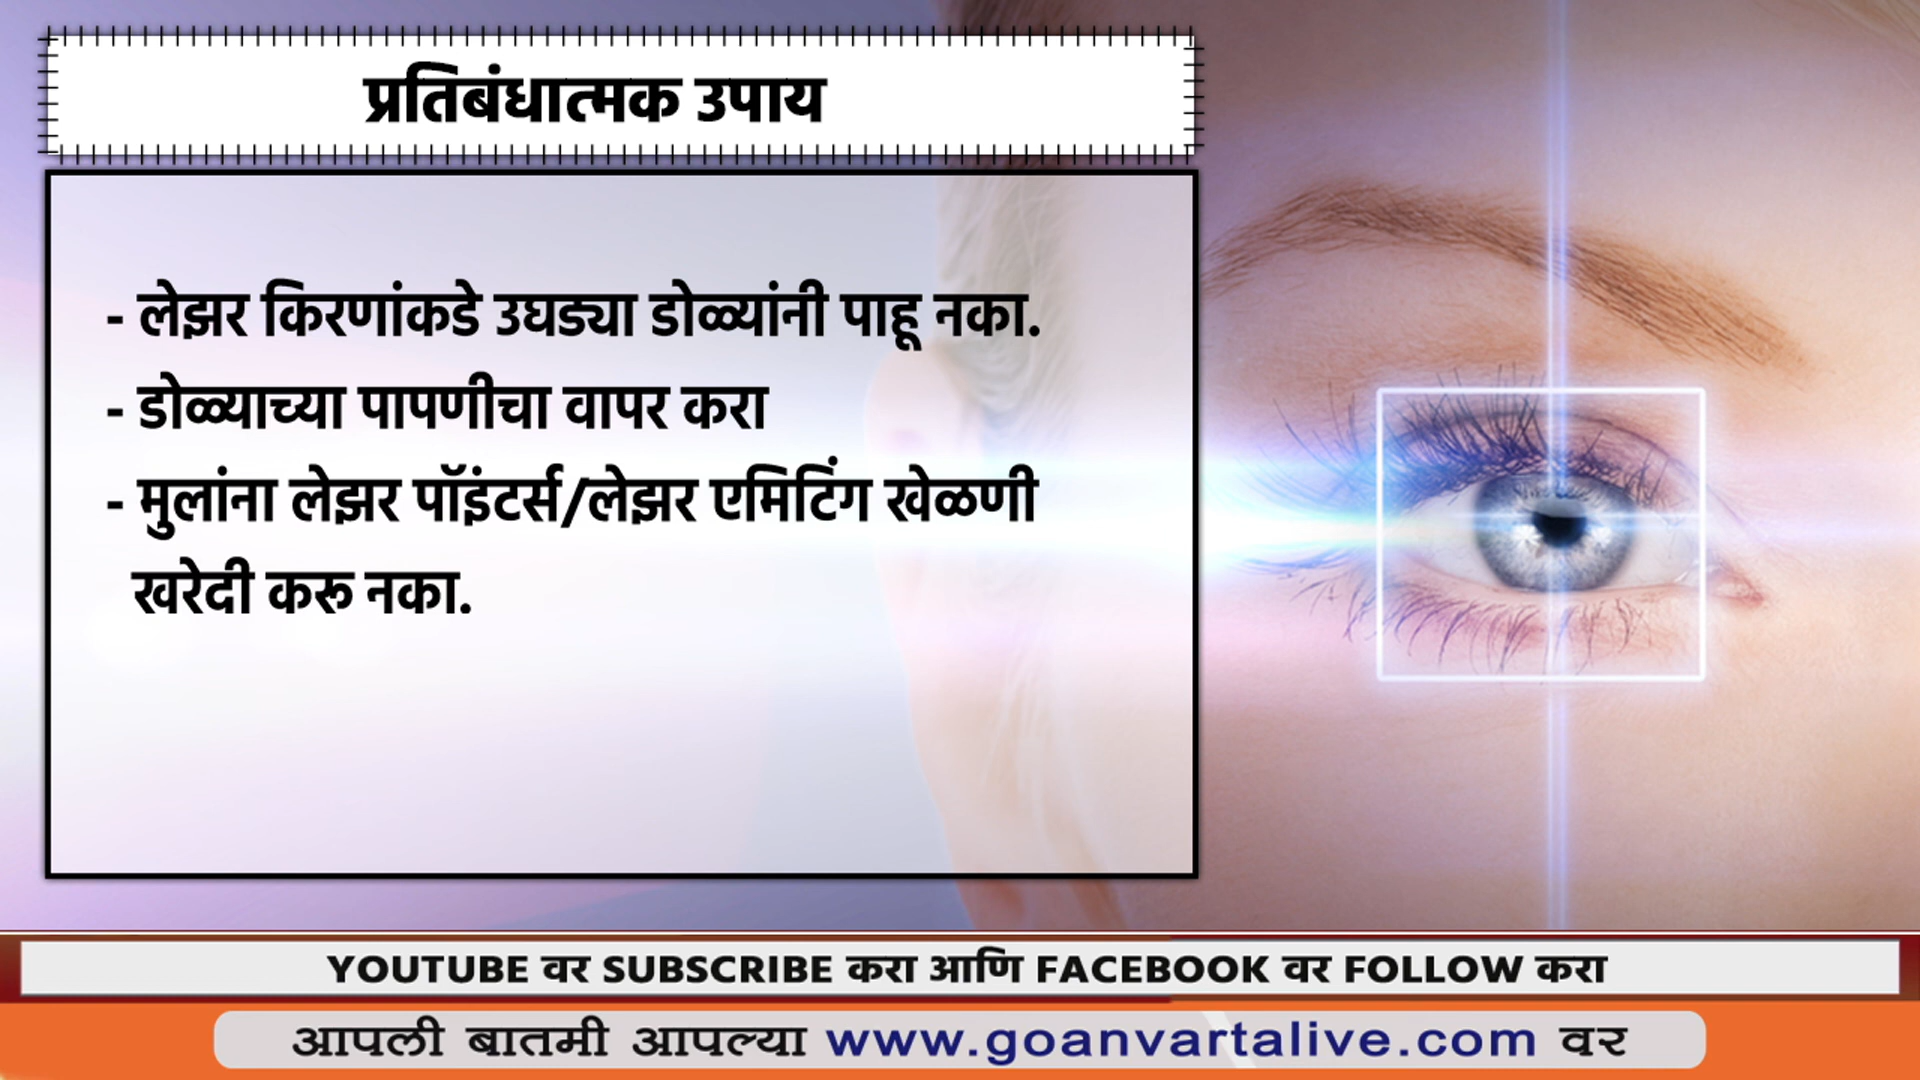 प्रतिबंधात्मक उपाय
- लेझर किरणांकडे उघड्या डोळ्यांनी पाहू नका.
- डोळ्याच्या पापणीचा वापर करा
- मुलांना लेझर पॉइंटर्स/लेझर एमिटिंग खेळणी
खरेदी करू नका.
YOUTUBE वर SUBSCRIBE करा आणि FACEBOOK वर FOLLOW करा
आपली बातमी आपल्या www.goanvartalive.com वर